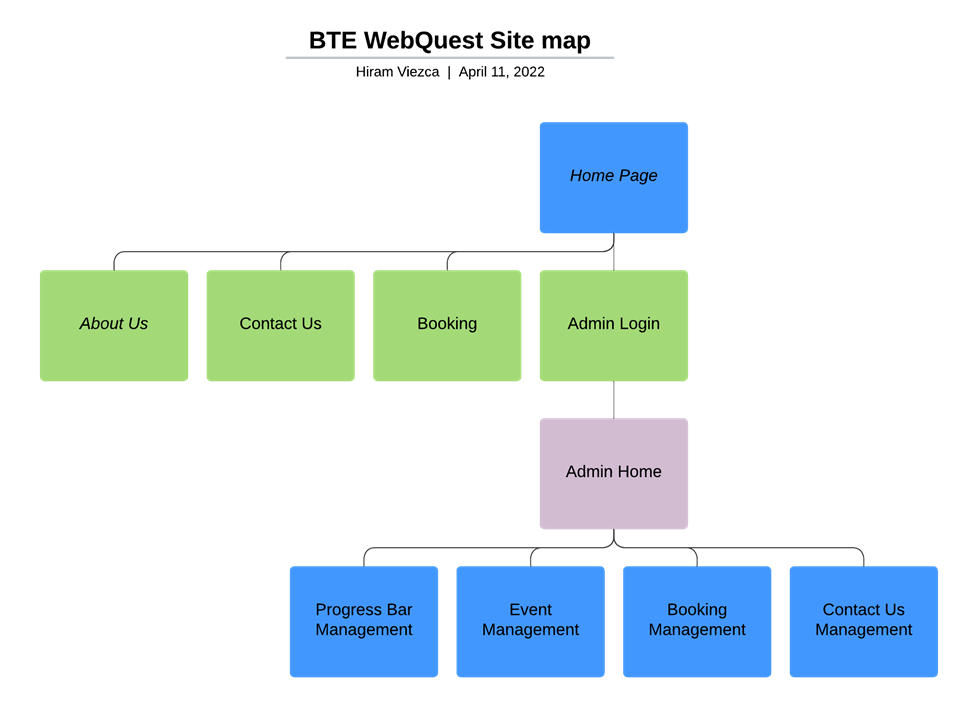 BTE WebQuest Site map
Hiram Viezca | April 11, 2022
Home Page
About Us
Contact Us
Booking
Admin Login
Admin Home
Progress Bar
Management
Event
Management
Booking
Management
Contact Us
Management